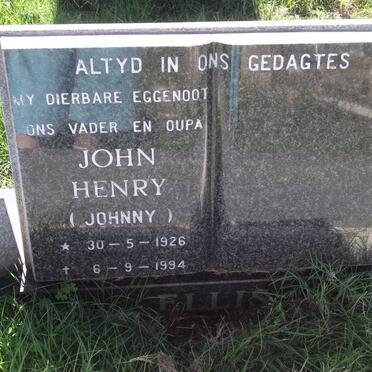 ALTYD IN ONS GEDAGTES
MY DIERBARE EGGENOOT
ONS VADER EN OUPA
JOHN
HENRY
( JOHNNY )
★ 30-5-1926
✝ 6-9-1994
ELLIS